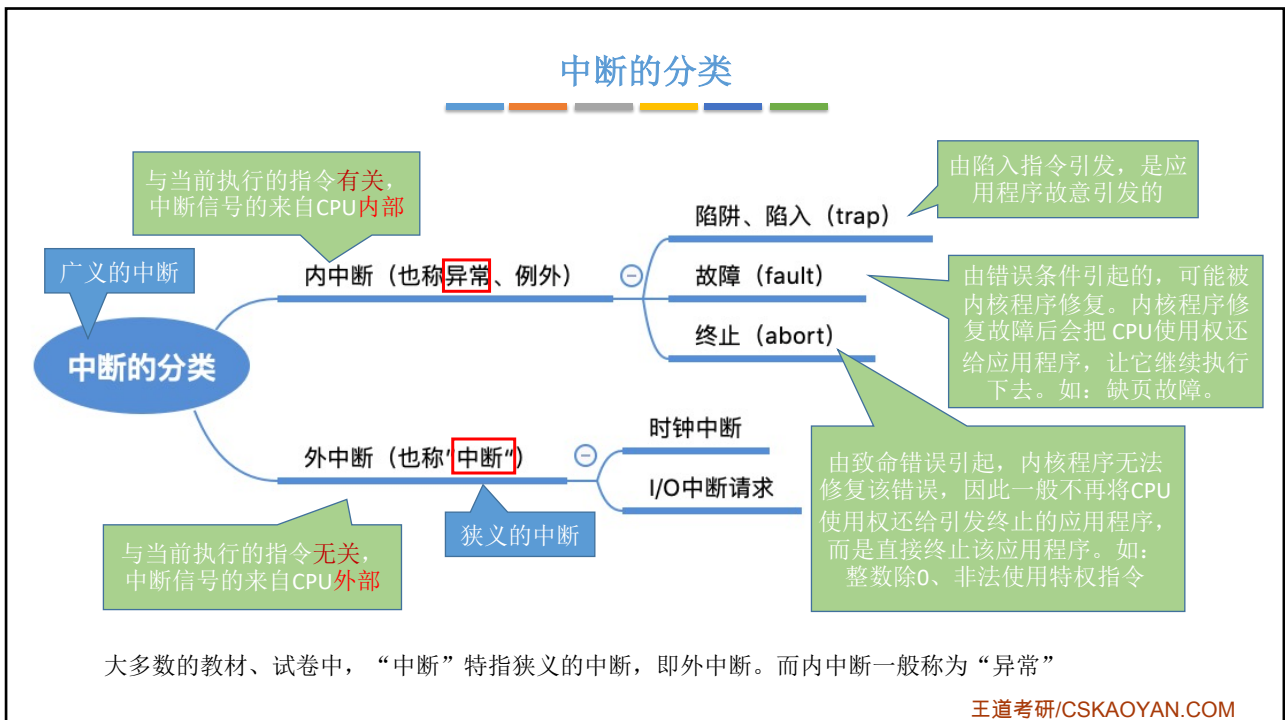 中断的分类
与当前执行的指令有关，
中断信号的来自CPU内部
由陷入指令引发，是应
用程序故意引发的
广义的中断
中断的分类
内中断（也称异常、例外）
陷阱、陷入（trap）
故障（fault）
终止（abort）
由错误条件引起的，可能被
内核程序修复。内核程序修
复故障后会把 CPU使用权还
给应用程序，让它继续执行
下去。如：缺页故障。
外中断（也称“中断“）
时钟中断
I/O中断请求
由致命错误引起，内核程序无法
修复该错误，因此一般不再将CPU
使用权还给引发终止的应用程序，
而是直接终止该应用程序。如：
整数除0、非法使用特权指令
狭义的中断
与当前执行的指令无关，
中断信号的来自CPU外部
大多数的教材、试卷中，“中断”特指狭义的中断，即外中断。而内中断一般称为“异常”
王道考研/CSKAOYAN.COM